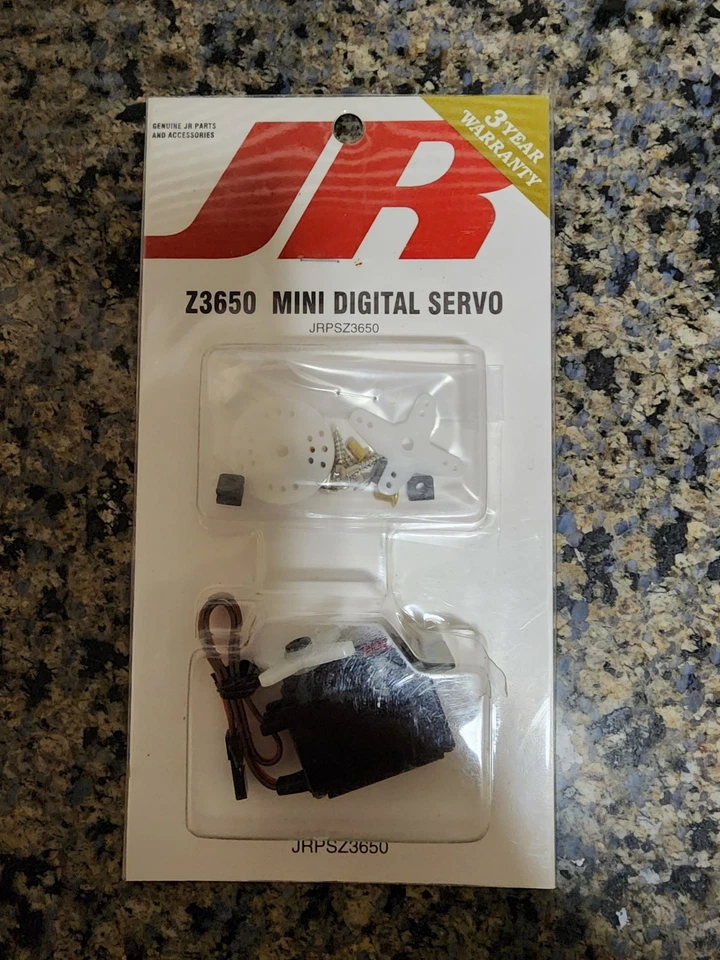 GENUINE JR PARTS
AND ACCESSORIES
3 YEAR
WARRANTY
JR
Z3650 MINI DIGITAL SERVO
JRPSZ3650
JRPSZ3650